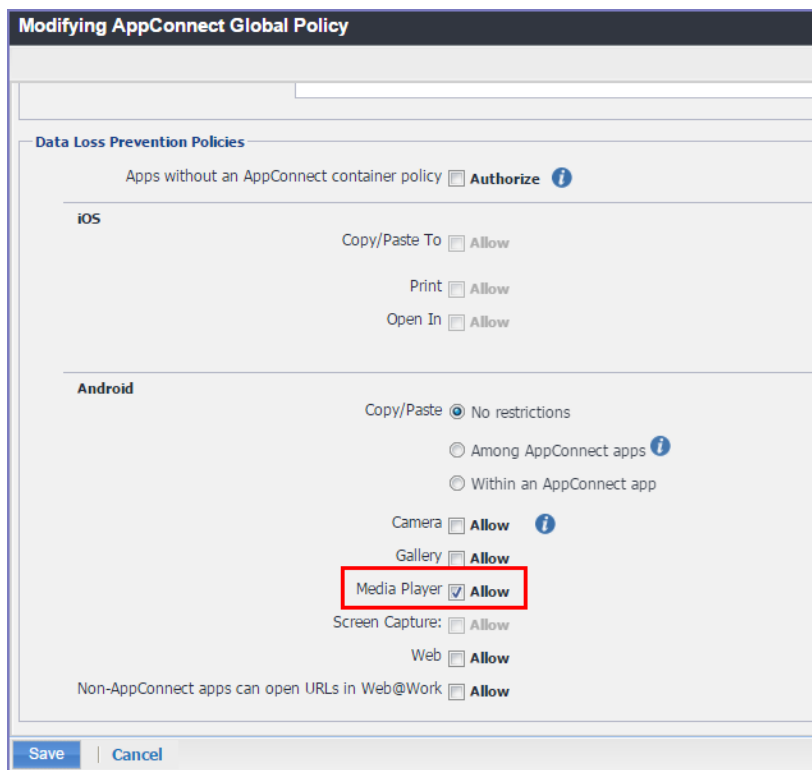 Modifying AppConnect Global Policy
Data Loss Prevention Policies
Apps without an AppConnect container policy Authorize i
iOS
Copy/Paste To Allow
Print Allow
Open In Allow
Android
Copy/Paste No restrictions
Among AppConnect apps i
Within an AppConnect app
Camera Allow i
Gallery Allow
Media Player Allow
Screen Capture: Allow
Web Allow
Non-AppConnect apps can open URLs in Web@Work Allow
Save | Cancel